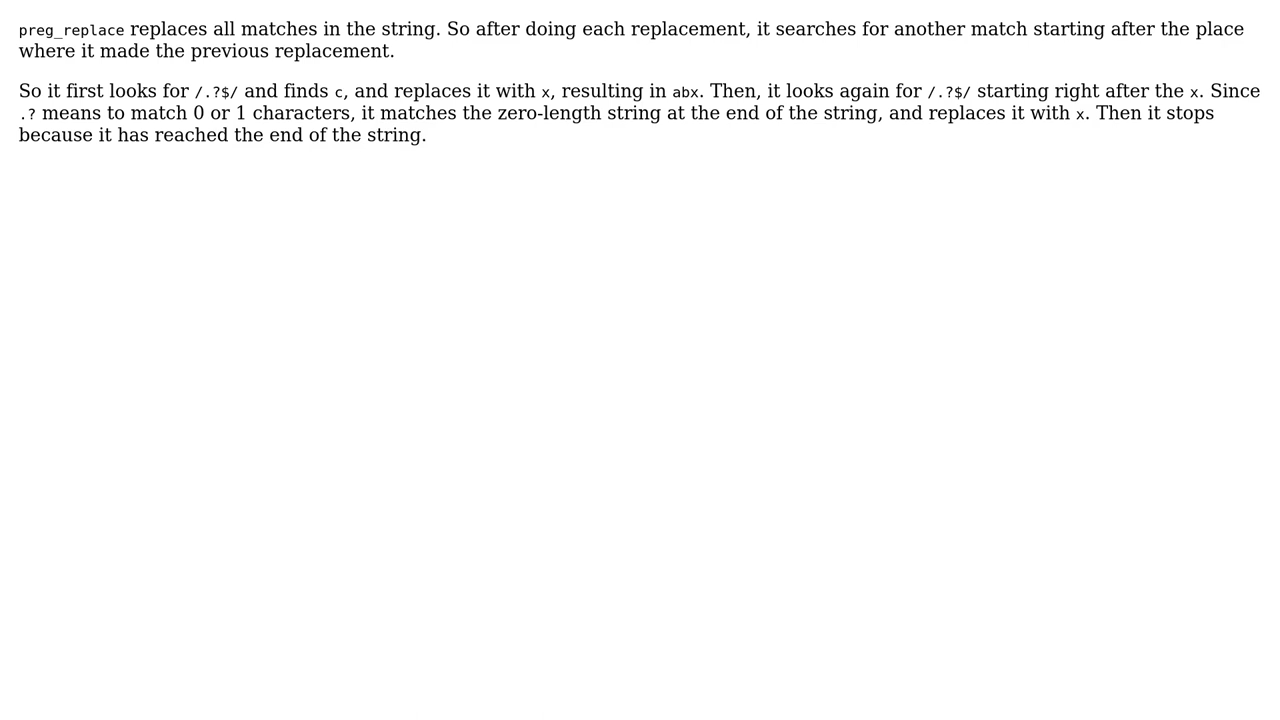 preg_replace replaces all matches in the string. So after doing each replacement, it searches for another match starting after the place
where it made the previous replacement.
So it first looks for /.?$/ and finds c, and replaces it with x, resulting in abx. Then, it looks again for /.?$/ starting right after the x. Since
.? means to match 0 or 1 characters, it matches the zero-length string at the end of the string, and replaces it with x. Then it stops
because it has reached the end of the string.